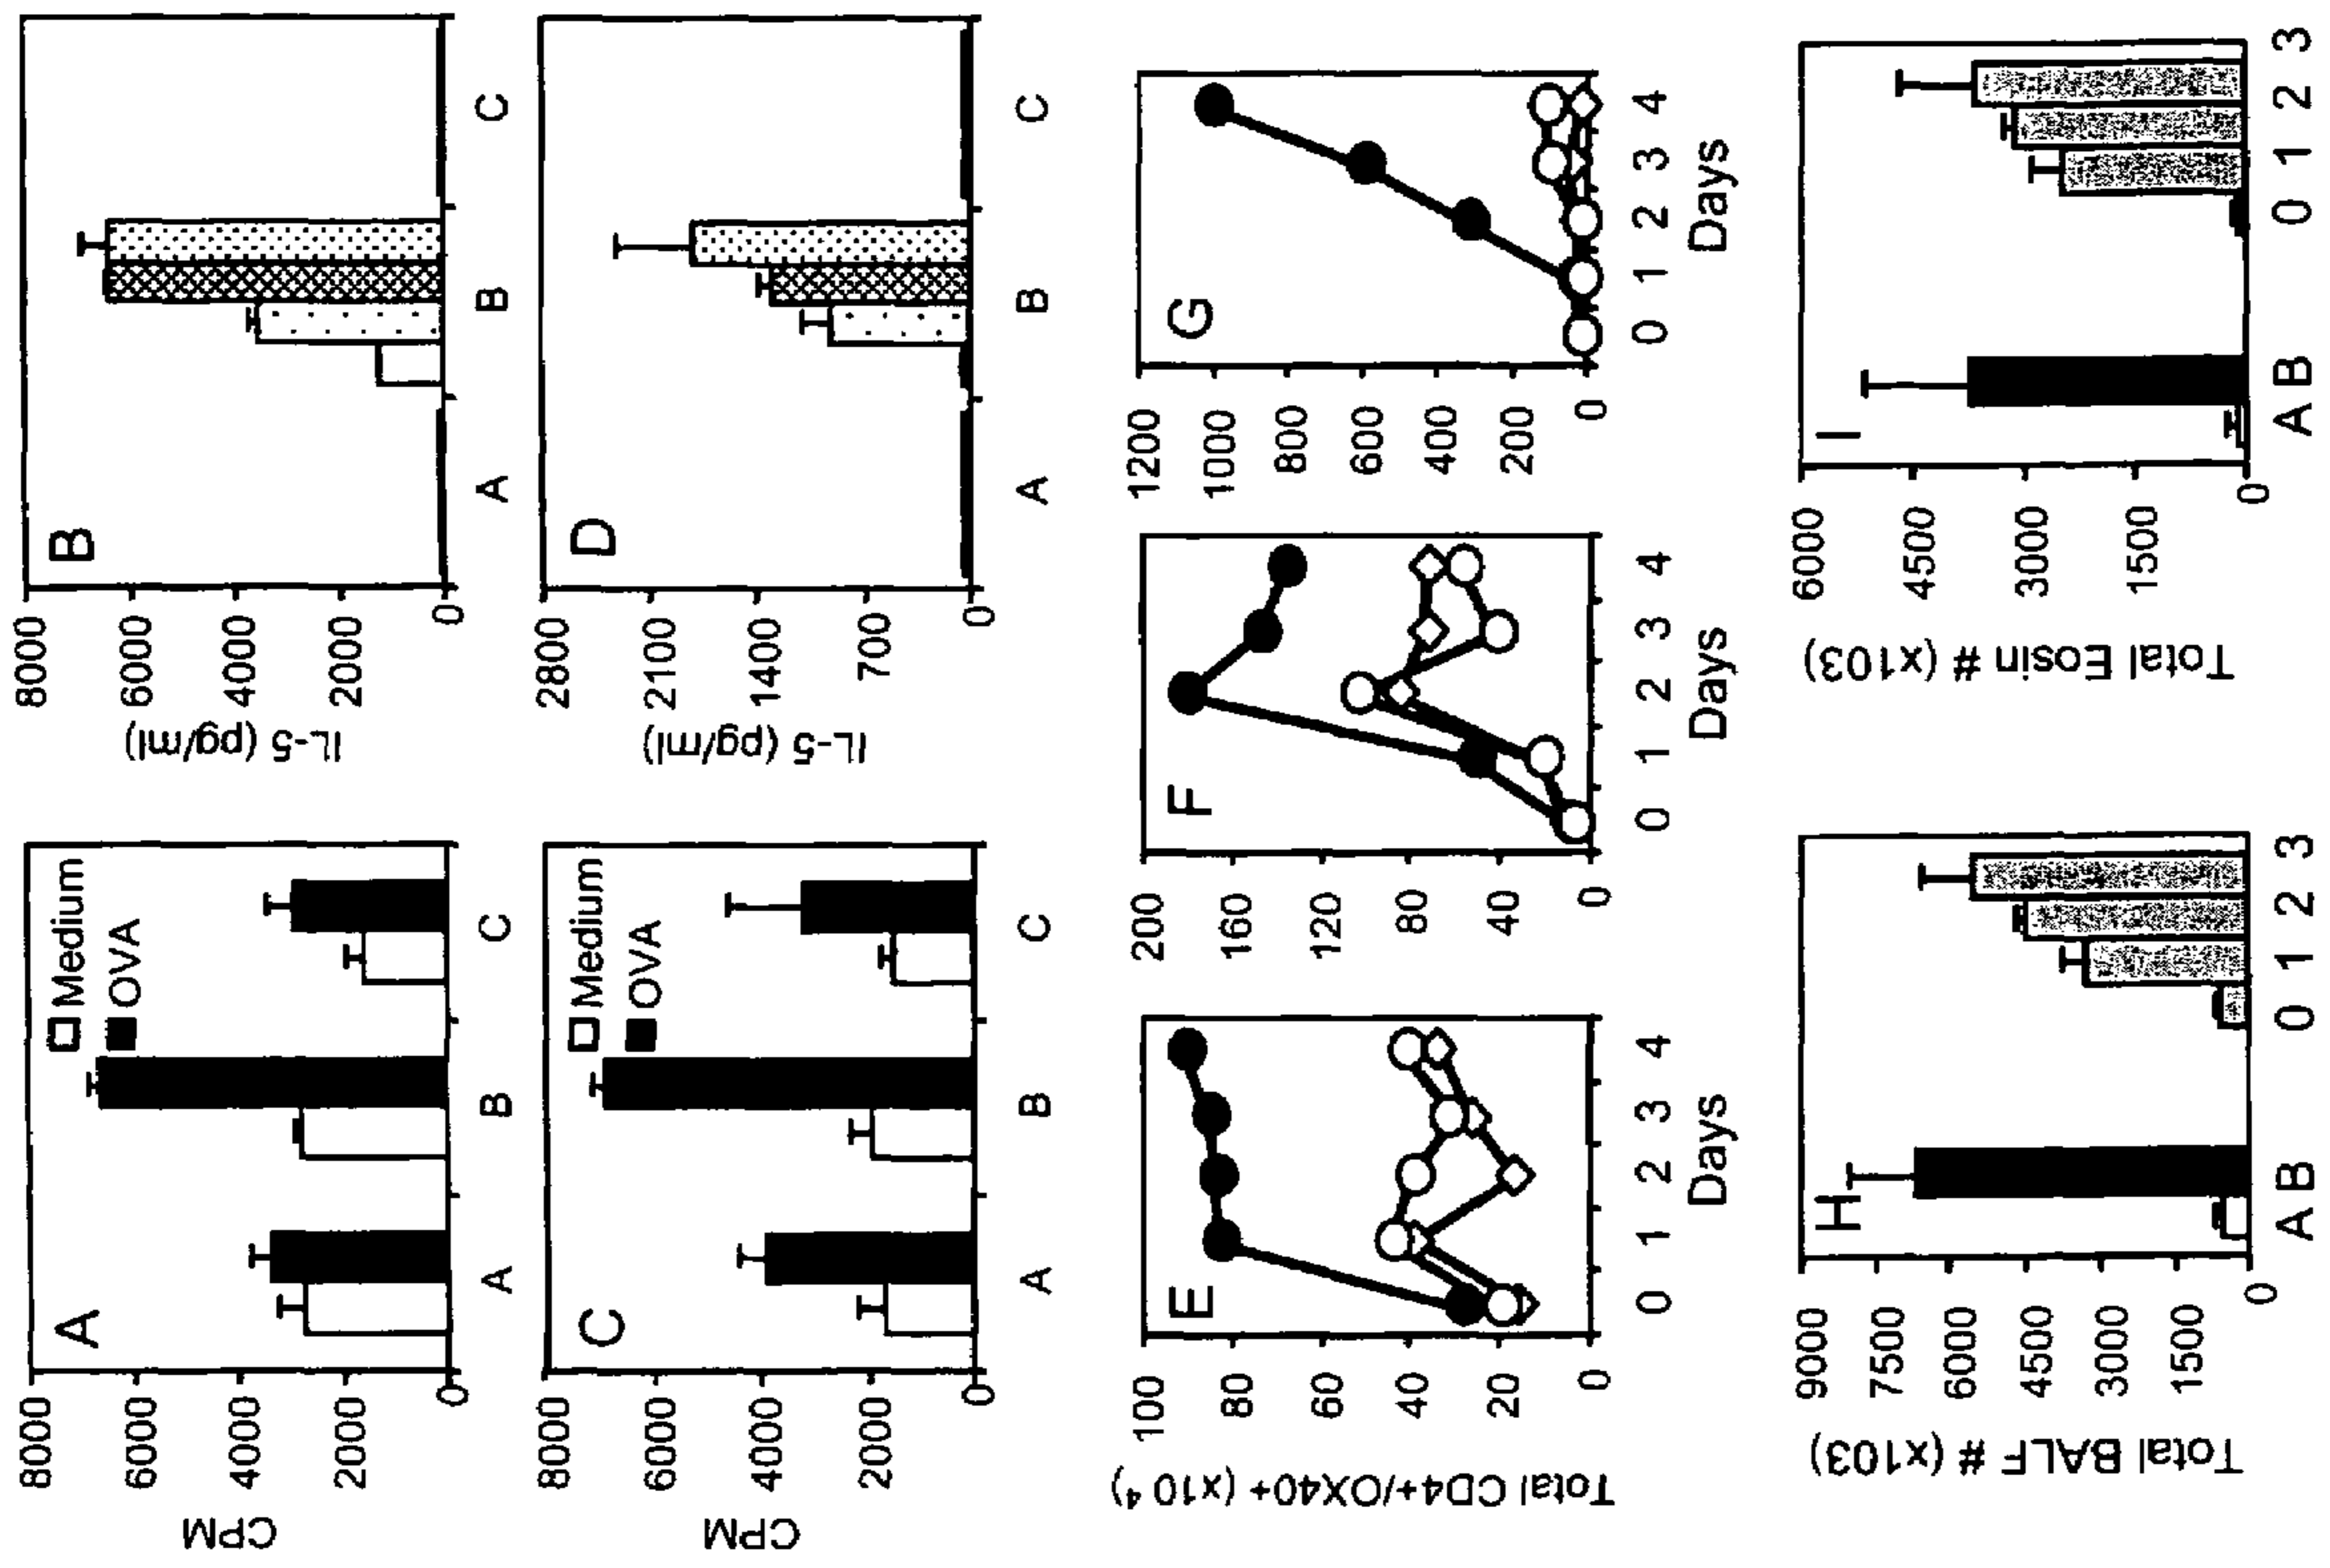 A
□ Medium
■ OVA
8000
6000
4000
2000
0
CPM
A B C
B
8000
6000
4000
2000
0
IL-5 (pg/ml)
A B C
C
□ Medium
■ OVA
8000
6000
4000
2000
0
CPM
A B C
D
2800
2100
1400
700
0
IL-5 (pg/ml)
A B C
E
100
80
60
40
20
0
Total CD4+/OX40+ (x10 4)
0 1 2 3 4
Days
F
200
160
120
80
40
0
0 1 2 3 4
Days
G
1200
1000
800
600
400
200
0
0 1 2 3 4
Days
H
9000
7500
6000
4500
3000
1500
0
Total BALF # (x103)
A B 0 1 2 3
I
6000
4500
3000
1500
0
Total Eosin # (x103)
A B 0 1 2 3